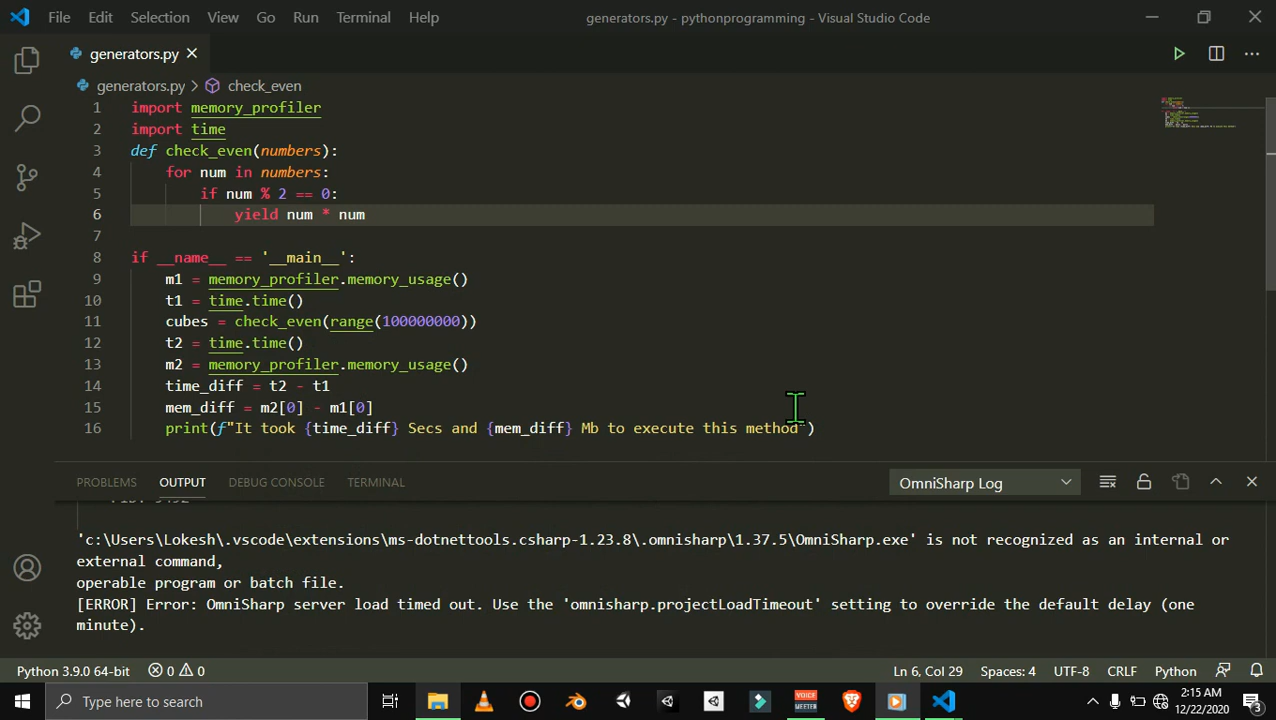 File Edit Selection View Go Run Terminal Help generators.py - pythonprogramming - Visual Studio Code
generators.py
generators.py > check_even
1 import memory_profiler
2 import time
3 def check_even(numbers):
4 for num in numbers:
5 if num % 2 == 0:
6 yield num * num
7
8 if __name__ == '__main__':
9 m1 = memory_profiler.memory_usage()
10 t1 = time.time()
11 cubes = check_even(range(100000000))
12 t2 = time.time()
13 m2 = memory_profiler.memory_usage()
14 time_diff = t2 - t1
15 mem_diff = m2[0] - m1[0]
16 print(f"It took {time_diff} Secs and {mem_diff} Mb to execute this method")
PROBLEMS OUTPUT DEBUG CONSOLE TERMINAL OmniSharp Log
'c:\Users\Lokesh\.vscode\extensions\ms-dotnettools.csharp-1.23.8\.omnisharp\1.37.5\OmniSharp.exe' is not recognized as an internal or
external command,
operable program or batch file.
[ERROR] Error: OmniSharp server load timed out. Use the 'omnisharp.projectLoadTimeout' setting to override the default delay (one
minute).
Python 3.9.0 64-bit 0 0 Ln 6, Col 29 Spaces: 4 UTF-8 CRLF Python
Type here to search
VOICE
MEETER
2:15 AM
12/22/2020
3